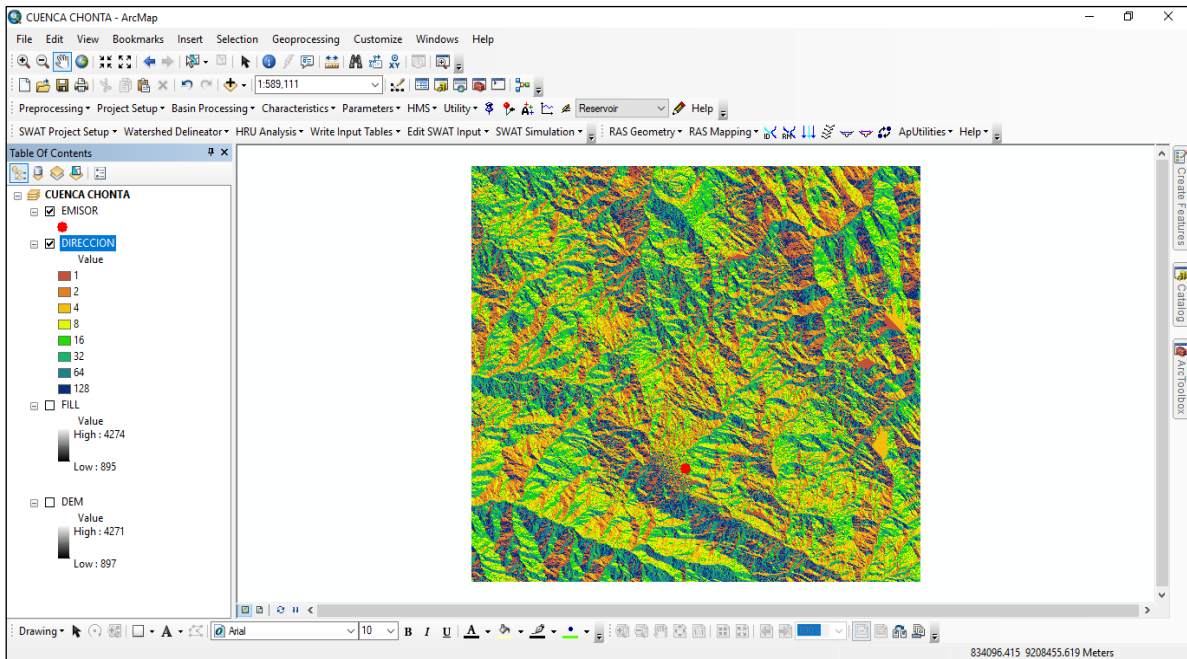 CUENCA CHONTA - ArcMap
File Edit View Bookmarks Insert Selection Geoprocessing Customize Windows Help
1:589,111
Preprocessing Project Setup Basin Processing Characteristics Parameters HMS Utility Reservoir Help
SWAT Project Setup Watershed Delineator HRU Analysis Write Input Tables Edit SWAT Input SWAT Simulation RAS Geometry RAS Mapping ApUtilities Help
Table Of Contents
CUENCA CHONTA
EMISOR
DIRECCION
Value
1
2
4
8
16
32
64
128
FILL
Value
High : 4274
Low : 895
DEM
Value
High : 4271
Low : 897
Create Features
Catalog
ArcToolbox
Drawing A Arial 10 B I U A
834096.415 9208455.619 Meters